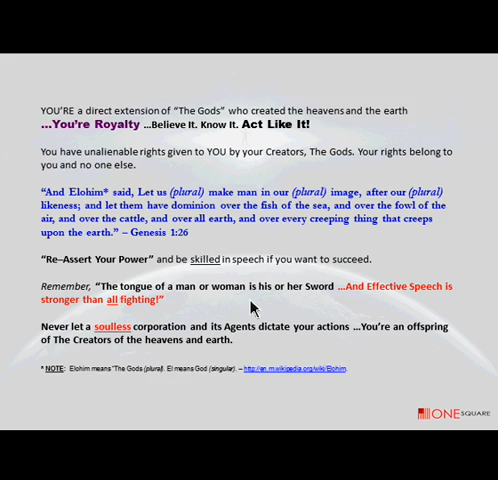 YOU'RE a direct extension of "The Gods" who created the heavens and the earth
...You're Royalty ...Believe It. Know It. Act Like It!
You have unalienable rights given to YOU by your Creators, The Gods. Your rights belong to
you and no one else.
"And Elohim* said, Let us (plural) make man in our (plural) image, after our (plural)
likeness; and let them have dominion over the fish of the sea, and over the fowl of the
air, and over the cattle, and over all earth, and over every creeping thing that creeps
upon the earth." – Genesis 1:26
"Re–Assert Your Power" and be skilled in speech if you want to succeed.
Remember, "The tongue of a man or woman is his or her Sword ...And Effective Speech is
stronger than all fighting!"
Never let a soulless corporation and its Agents dictate your actions ...You're an offspring
of The Creators of the heavens and earth.
* NOTE: Elohim means "The Gods (plural). El means God (singular). – http://en.m.wikipedia.org/wiki/Elohim.
ONE SQUARE